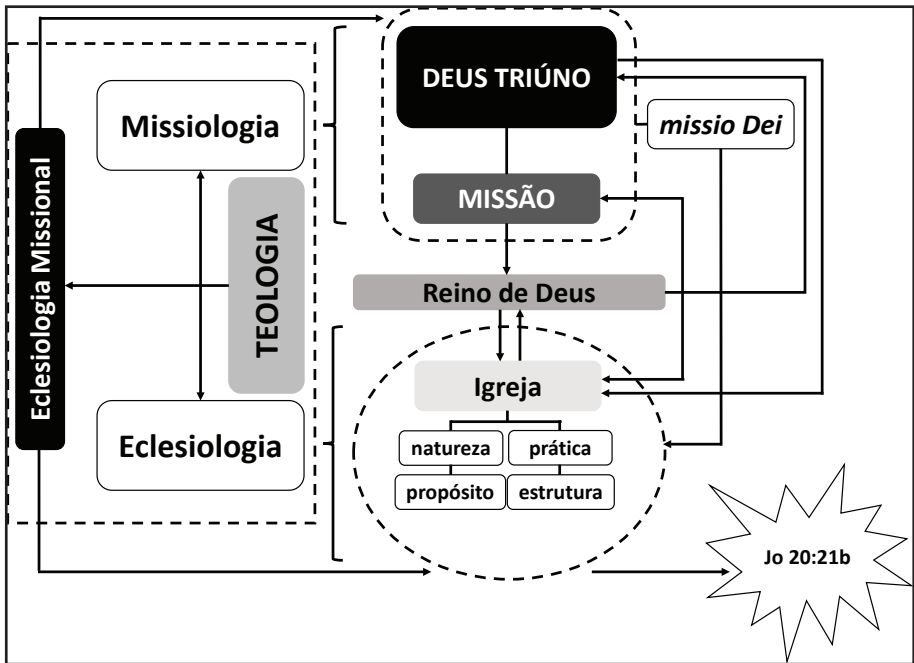 Eclesiologia Missional
Missiologia
TEOLOGIA
Eclesiologia
DEUS TRIÚNO
missio Dei
MISSÃO
Reino de Deus
Igreja
natureza
prática
propósito
estrutura
Jo 20:21b